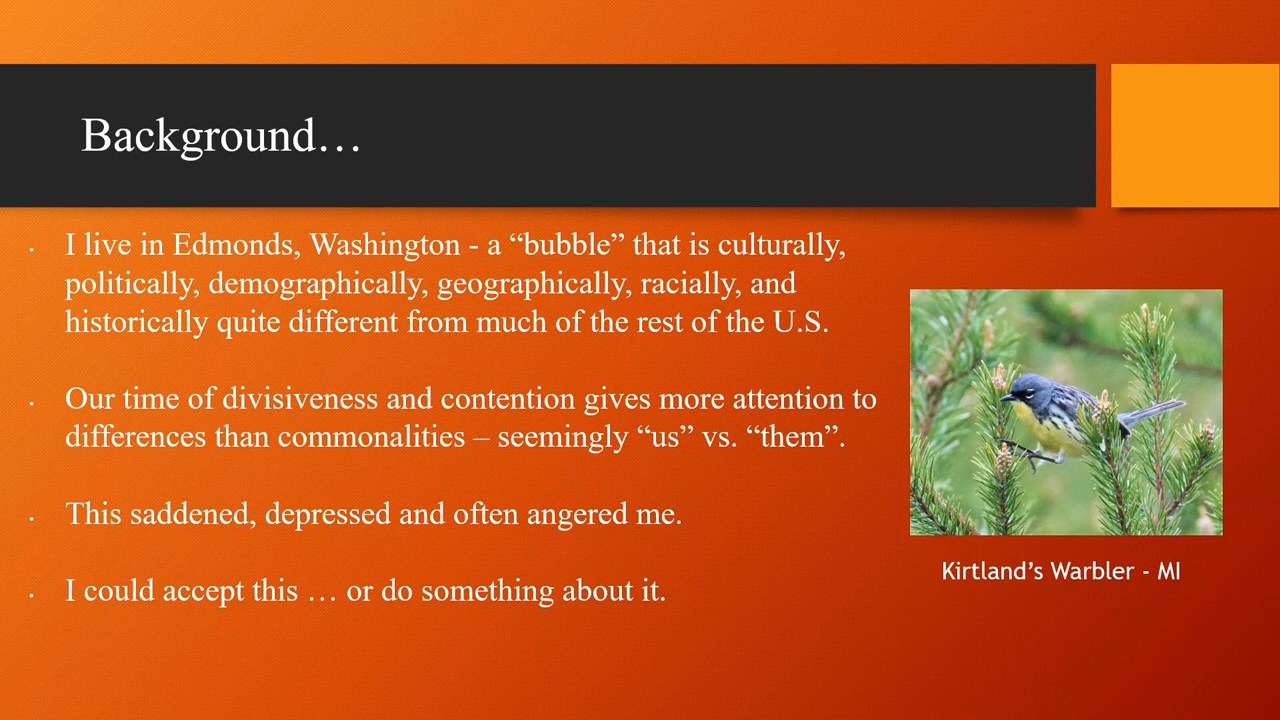 Background…
I live in Edmonds, Washington - a “bubble” that is culturally,
politically, demographically, geographically, racially, and
historically quite different from much of the rest of the U.S.
Our time of divisiveness and contention gives more attention to
differences than commonalities – seemingly “us” vs. “them”.
This saddened, depressed and often angered me.
I could accept this … or do something about it.
Kirtland’s Warbler - MI